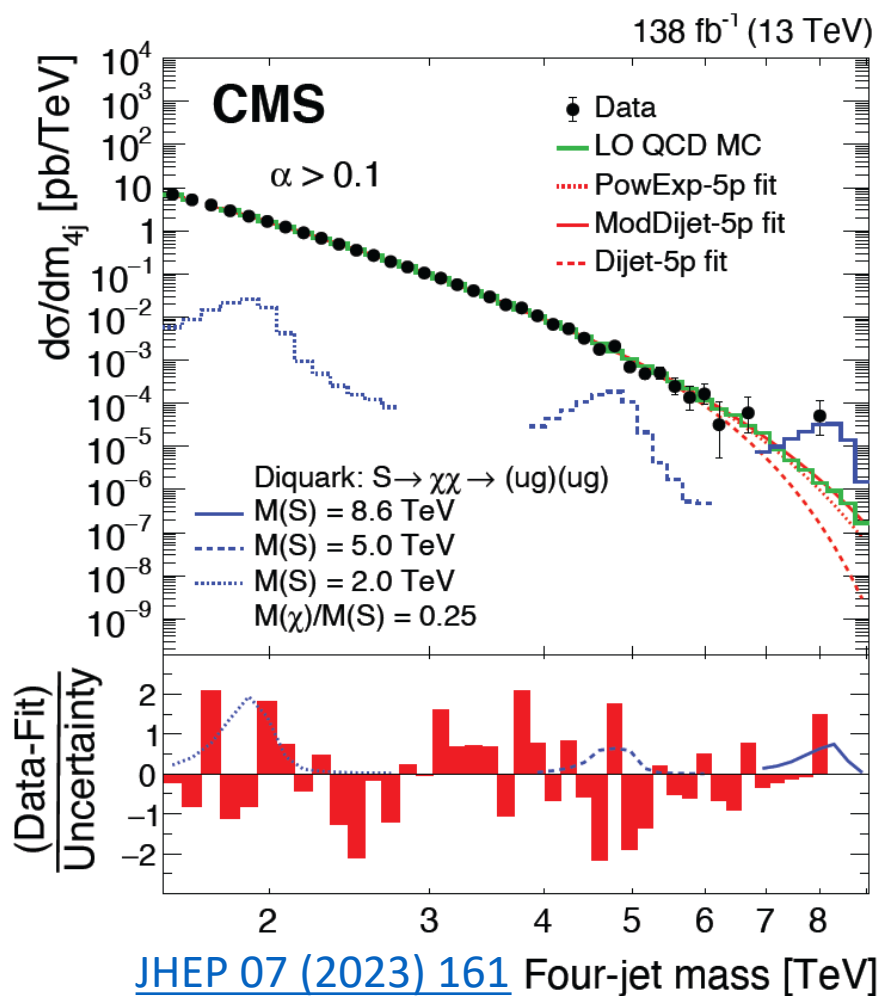 138 fb⁻¹ (13 TeV)
CMS
α > 0.1
Data
LO QCD MC
PowExp-5p fit
ModDijet-5p fit
Dijet-5p fit
dσ/dm₄ⱼ [pb/TeV]
10⁴
10³
10²
10
1
10⁻¹
10⁻²
10⁻³
10⁻⁴
10⁻⁵
10⁻⁶
10⁻⁷
10⁻⁸
10⁻⁹
Diquark: S→ χχ → (ug)(ug)
M(S) = 8.6 TeV
M(S) = 5.0 TeV
M(S) = 2.0 TeV
M(χ)/M(S) = 0.25
(Data-Fit)
Uncertainty
2
1
0
−1
−2
2 3 4 5 6 7 8
JHEP 07 (2023) 161 Four-jet mass [TeV]